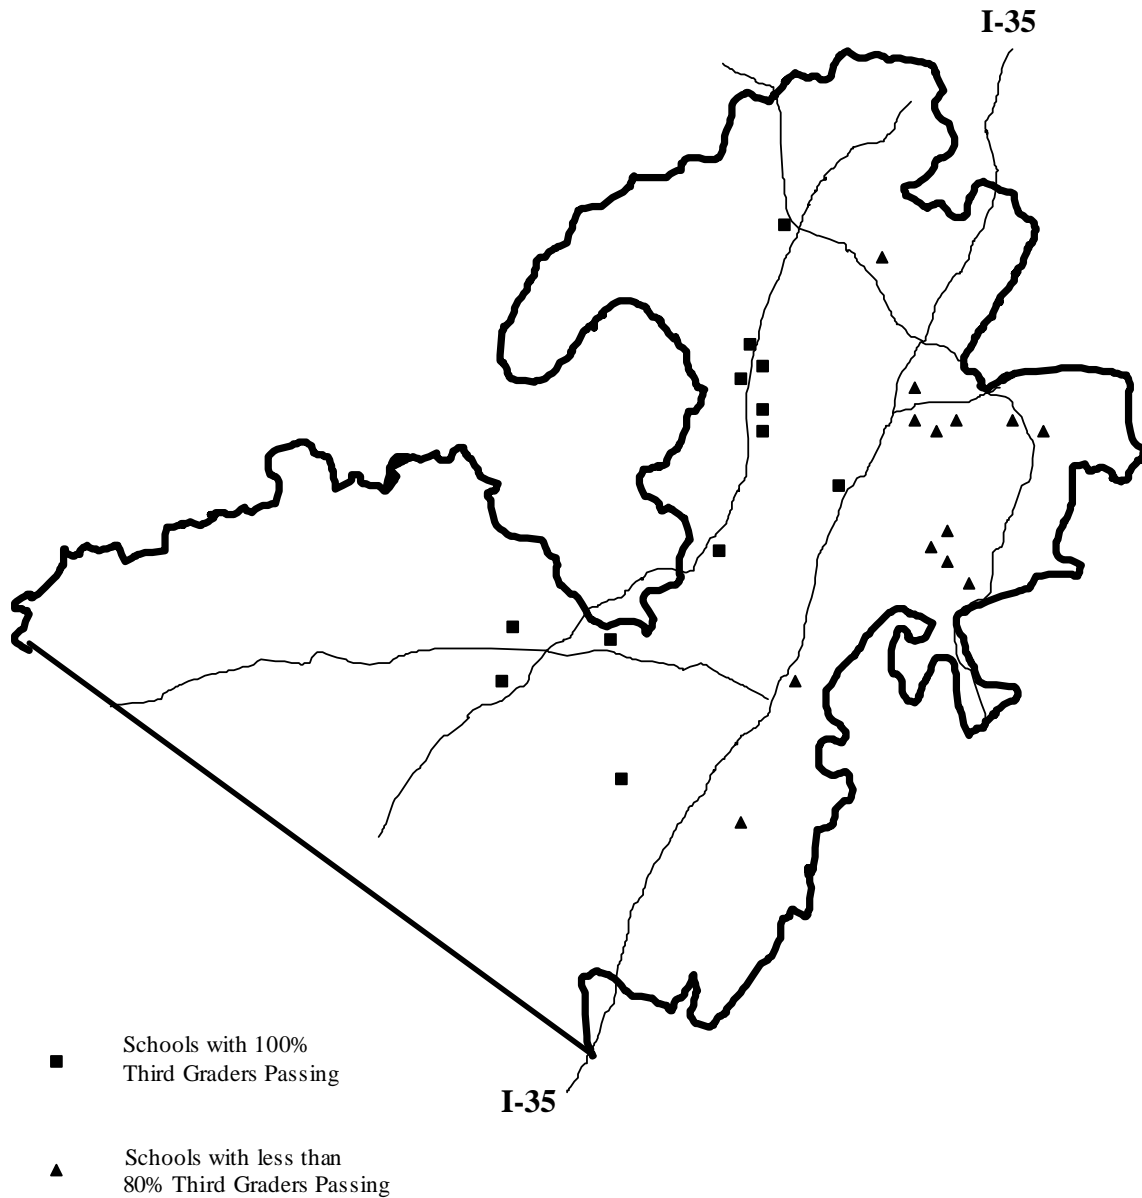 I-35
I-35
Schools with 100%
Third Graders Passing
Schools with less than
80% Third Graders Passing